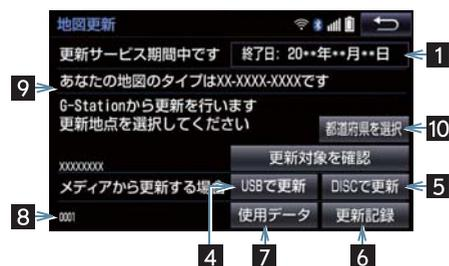 地図更新
更新サービス期間中です 終了日: 20**年**月**日 1
9 あなたの地図のタイプはXX-XXXX-XXXXです
G-Stationから更新を行います
更新地点を選択してください 都道府県を選択 10
更新対象を確認
XXXXXXXX
メディアから更新する場合 USBで更新 DISCで更新 5
8 0001 使用データ 更新記録
4 7 6